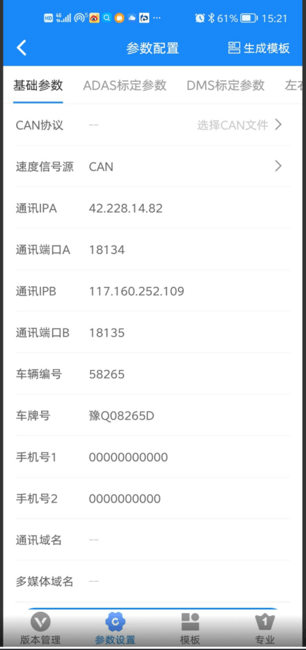 61% 15:21
参数配置 生成模板
基础参数 ADAS标定参数 DMS标定参数
CAN协议 -- 选择CAN文件
速度信号源 CAN
通讯IPA 42.228.14.82
通讯端口A 18134
通讯IPB 117.160.252.109
通讯端口B 18135
车辆编号 58265
车牌号 豫Q08265D
手机号1 00000000000
手机号2 0000000000
通讯域名 --
多媒体域名 --
版本管理 参数设置 模板 专业